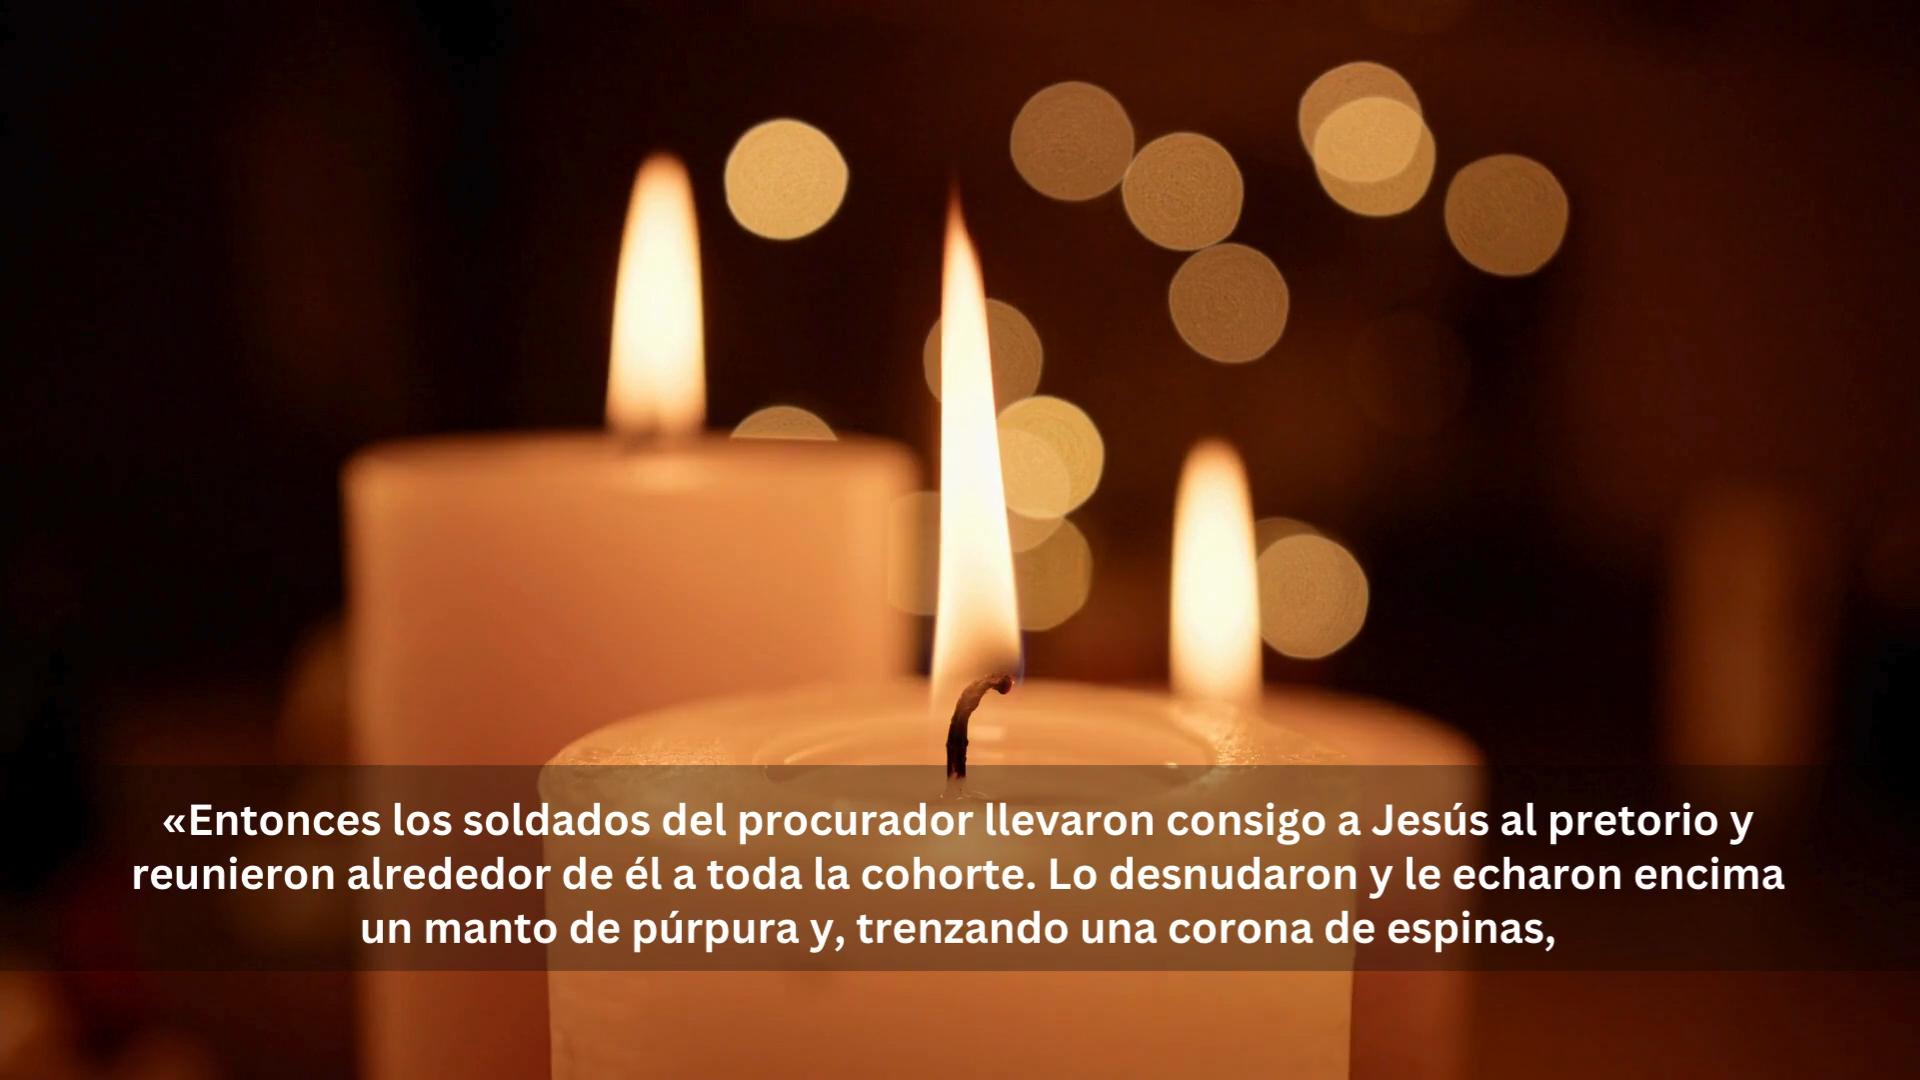 «Entonces los soldados del procurador llevaron consigo a Jesús al pretorio y
reunieron alrededor de él a toda la cohorte. Lo desnudaron y le echaron encima
un manto de púrpura y, trenzando una corona de espinas,